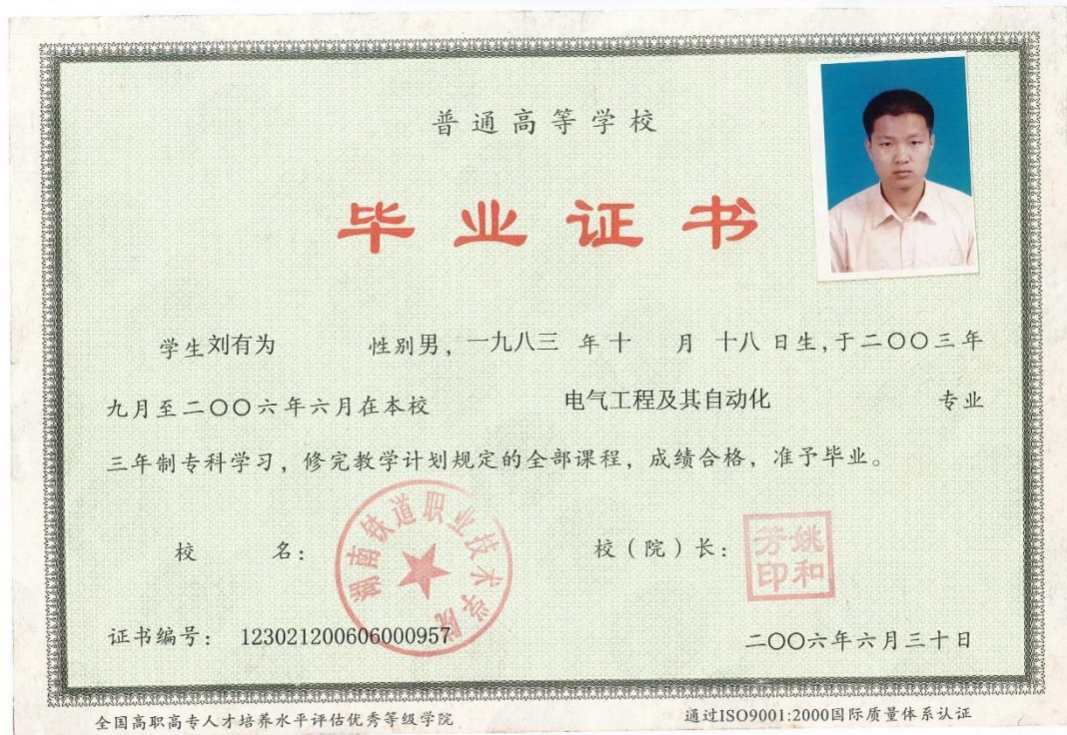 普通高等学校
毕业证书
学生刘有为 性别男，一九八三 年十 月 十八 日生，于二〇〇三年
九月至二〇〇六年六月在本校 电气工程及其自动化 专业
三年制专科学习，修完教学计划规定的全部课程，成绩合格，准予毕业。
校 名：
湖南铁道职业技术学院
校（院）长：
姚和芳印
证书编号： 123021200606000957
二〇〇六年六月三十日
全国高职高专人才培养水平评估优秀等级学院
通过ISO9001:2000国际质量体系认证